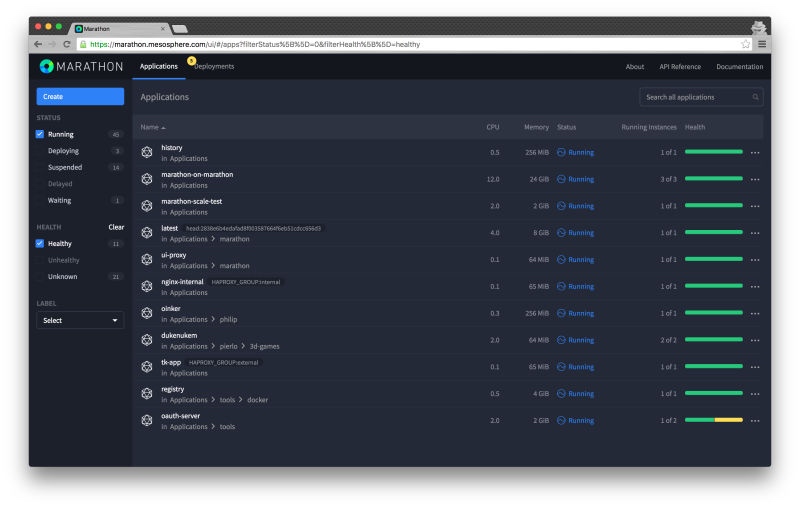 Marathon
https://marathon.mesosphere.com/ui/#/apps?filterStatus%5B%5D=0&filterHealth%5B%5D=healthy
MARATHON
Applications
5
Deployments
About
API Reference
Documentation
Create
STATUS
Running 45
Deploying 3
Suspended 14
Delayed
Waiting 1
HEALTH Clear
Healthy 11
Unhealthy
Unknown 21
LABEL
Select
Applications
Search all applications
Name CPU Memory Status Running Instances Health
history
in Applications
0.5 256 MiB Running 1 of 1
marathon-on-marathon
in Applications
12.0 24 GiB Running 3 of 3
marathon-scale-test
in Applications
2.0 2 GiB Running 1 of 1
latest
in Applications > marathon
4.0 8 GiB Running 1 of 1
ui-proxy
in Applications > marathon
0.1 64 MiB Running 1 of 1
nginx-internal HAPROXY_GROUP:internal
in Applications
0.1 65 MiB Running 1 of 1
oinker
in Applications > philip
0.3 256 MiB Running 1 of 1
dukenukem
in Applications > pierlo > 3d-games
2.0 64 MiB Running 2 of 2
tk-app HAPROXY_GROUP:external
in Applications
0.1 65 MiB Running 1 of 1
registry
in Applications > tools > docker
0.5 4 GiB Running 1 of 1
oauth-server
in Applications > tools
2.0 2 GiB Running 1 of 2